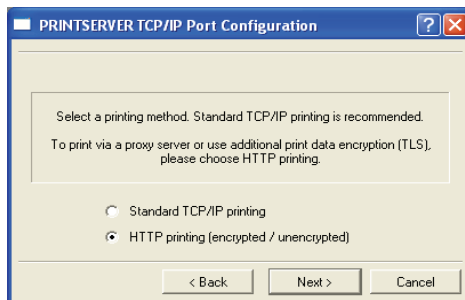 PRINTSERVER TCP/IP Port Configuration
Select a printing method. Standard TCP/IP printing is recommended.
To print via a proxy server or use additional print data encryption (TLS),
please choose HTTP printing.
Standard TCP/IP printing
HTTP printing (encrypted / unencrypted)
< Back
Next >
Cancel